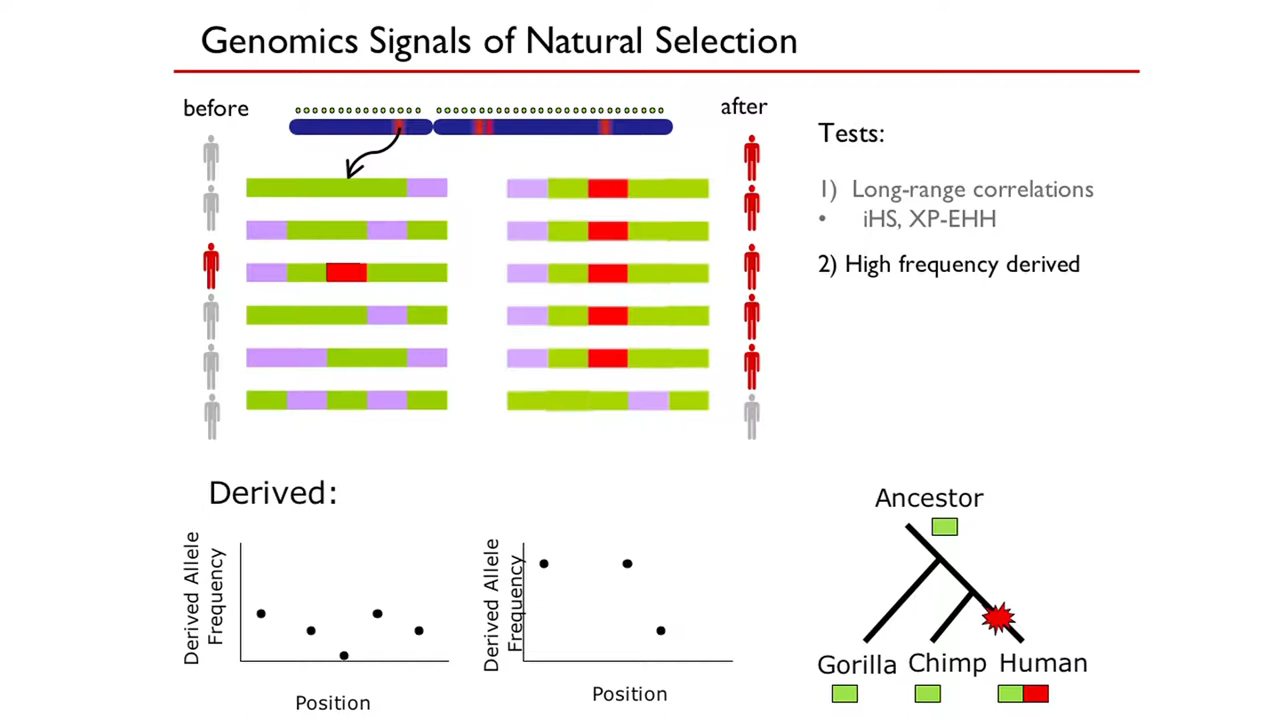 Genomics Signals of Natural Selection
before
after
Tests:
1) Long-range correlations
• iHS, XP-EHH
2) High frequency derived
Derived:
Derived Allele
Frequency
Position
Derived Allele
Frequency
Position
Ancestor
Gorilla Chimp Human